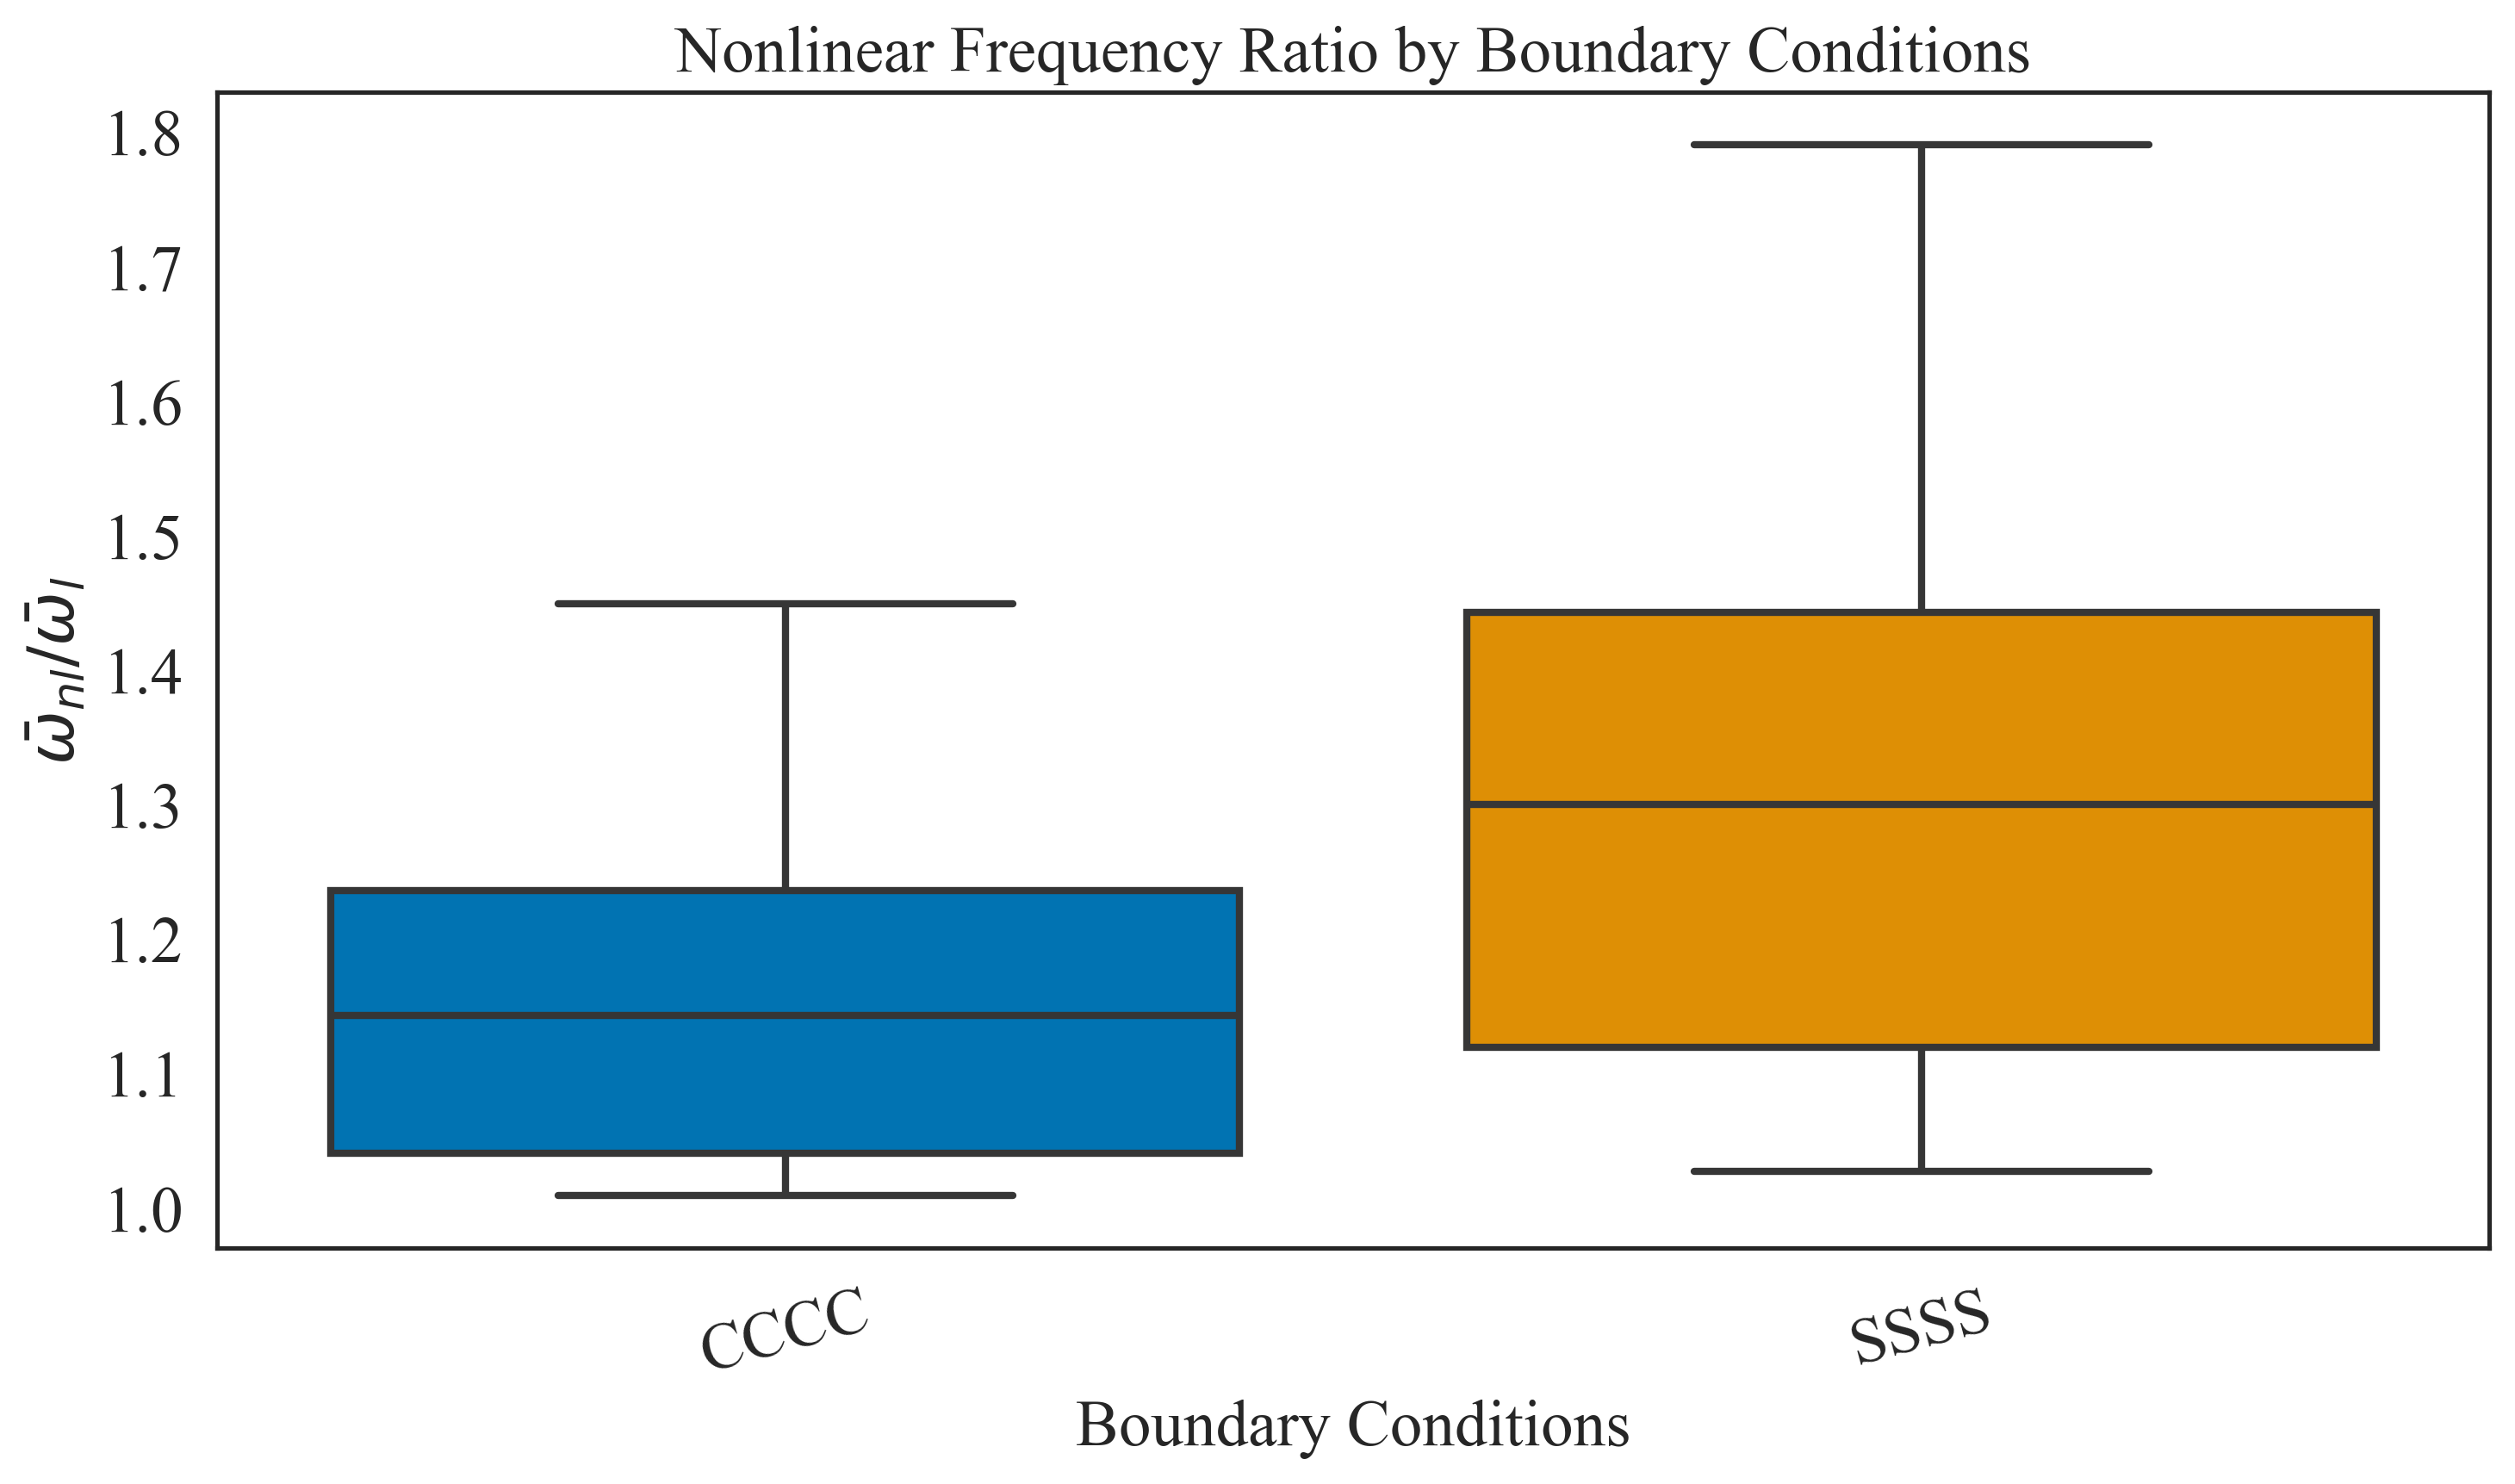 Nonlinear Frequency Ratio by Boundary Conditions
1.8
1.7
1.6
1.5
1.4
1.3
1.2
1.1
1.0
ω̄ₙₗ/ω̄ₗ
CCCC
SSSS
Boundary Conditions